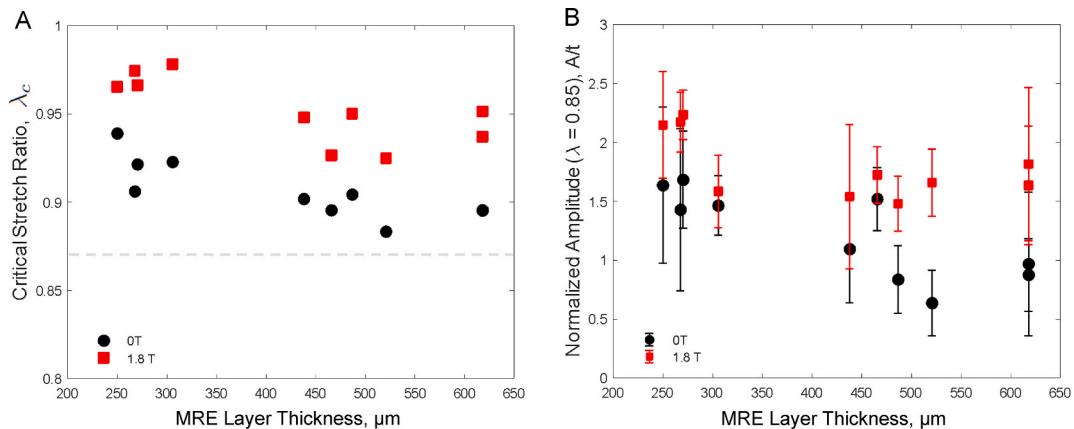 A
Critical Stretch Ratio, λc
1
0.95
0.9
0.85
0.8
0T
1.8 T
200 250 300 350 400 450 500 550 600 650
MRE Layer Thickness, μm
B
Normalized Amplitude (λ = 0.85), A/t
3
2.5
2
1.5
1
0.5
0
0T
1.8 T
200 250 300 350 400 450 500 550 600 650
MRE Layer Thickness, μm